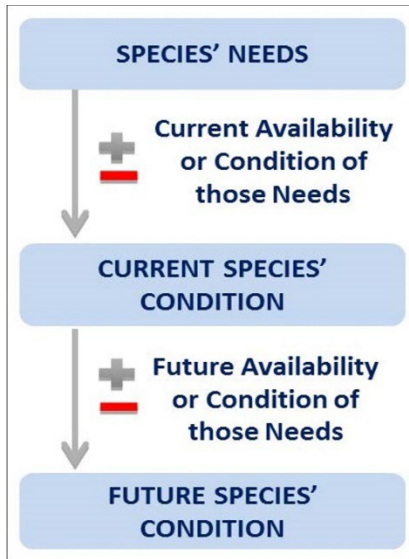 SPECIES' NEEDS
Current Availability
or Condition of
those Needs
CURRENT SPECIES'
CONDITION
Future Availability
or Condition of
those Needs
FUTURE SPECIES'
CONDITION